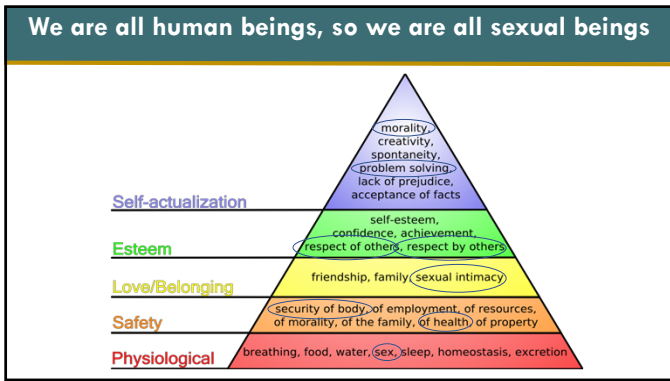 We are all human beings, so we are all sexual beings
morality,
creativity,
spontaneity,
problem solving,
lack of prejudice,
acceptance of facts
Self-actualization
self-esteem,
confidence, achievement,
respect of others, respect by others
Esteem
friendship, family, sexual intimacy
Love/Belonging
security of body, of employment, of resources,
of morality, of the family, of health, of property
Safety
breathing, food, water, sex, sleep, homeostasis, excretion
Physiological